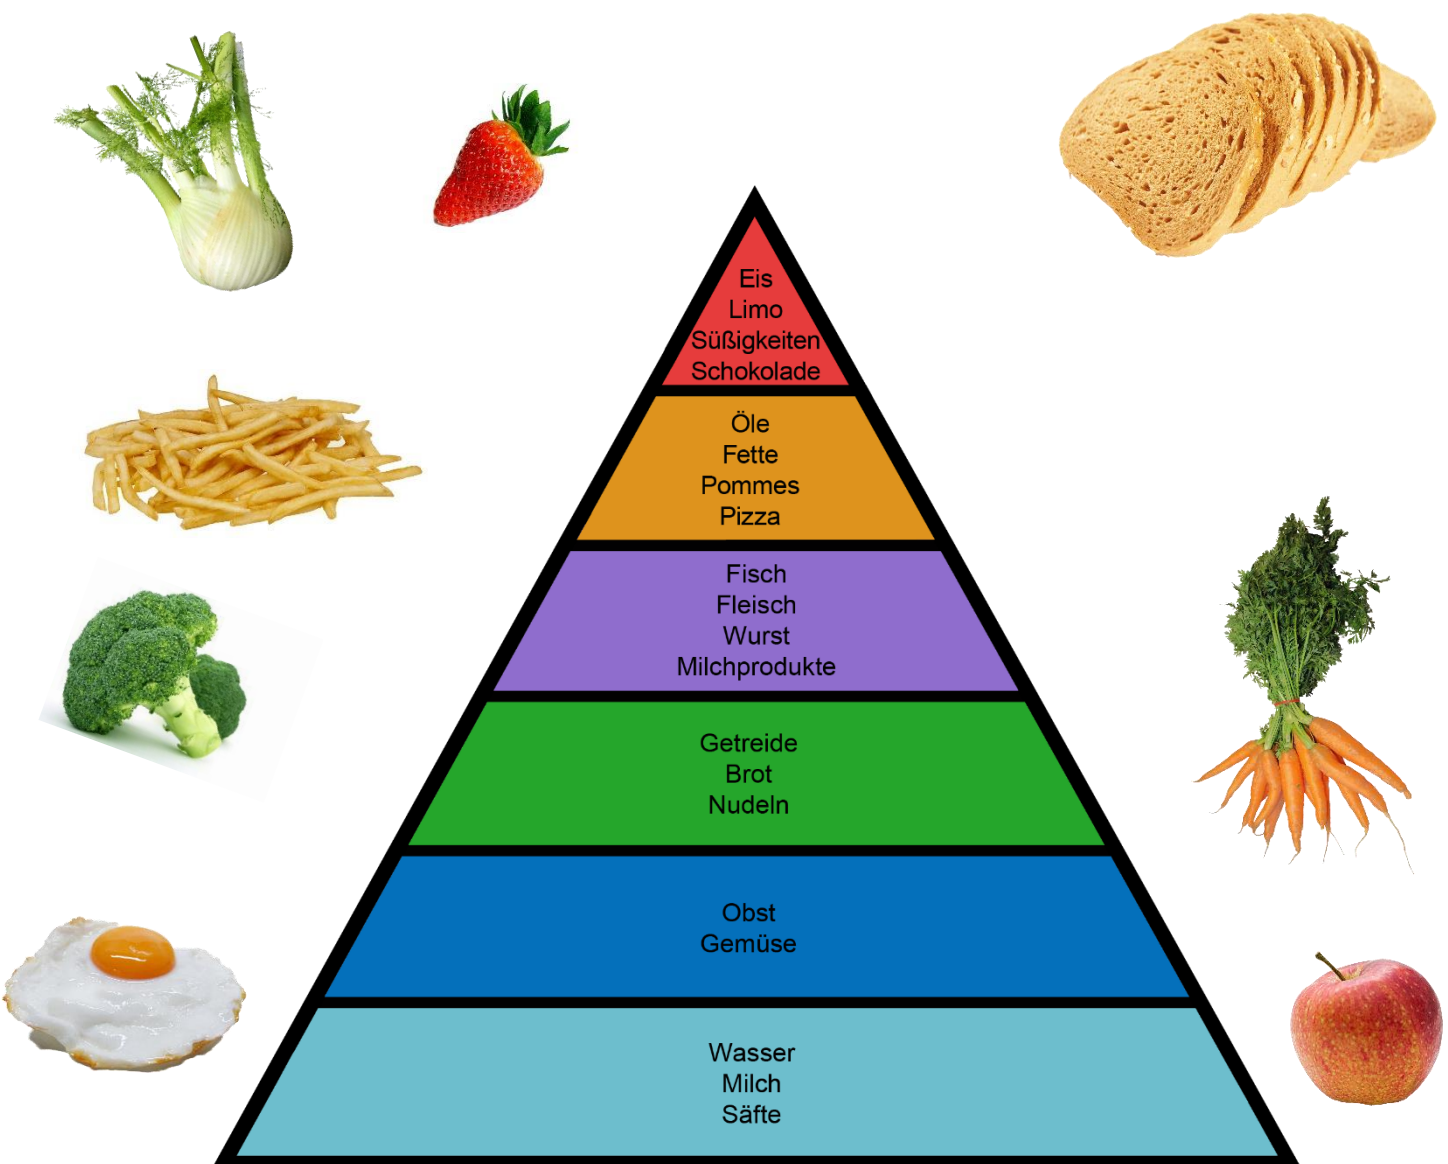 Eis
Limo
Süßigkeiten
Schokolade
Öle
Fette
Pommes
Pizza
Fisch
Fleisch
Wurst
Milchprodukte
Getreide
Brot
Nudeln
Obst
Gemüse
Wasser
Milch
Säfte